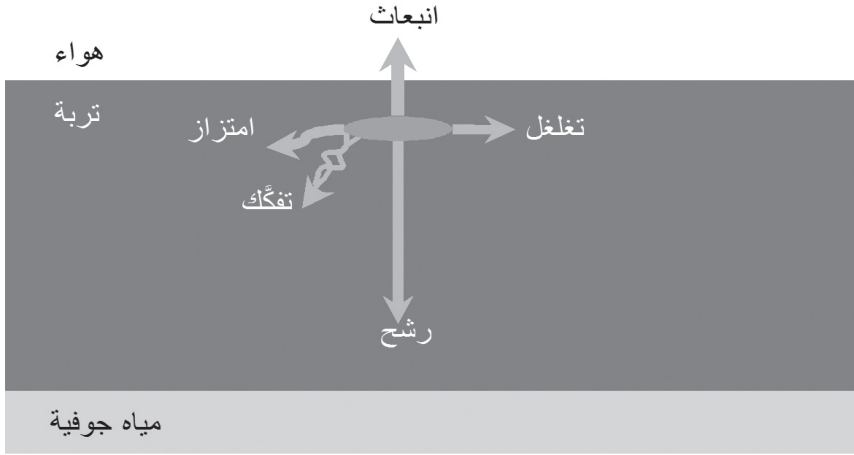 انبعاث
هواء
تربة
امتزاز
تغلغل
تفكَّك
رشح
مياه جوفية